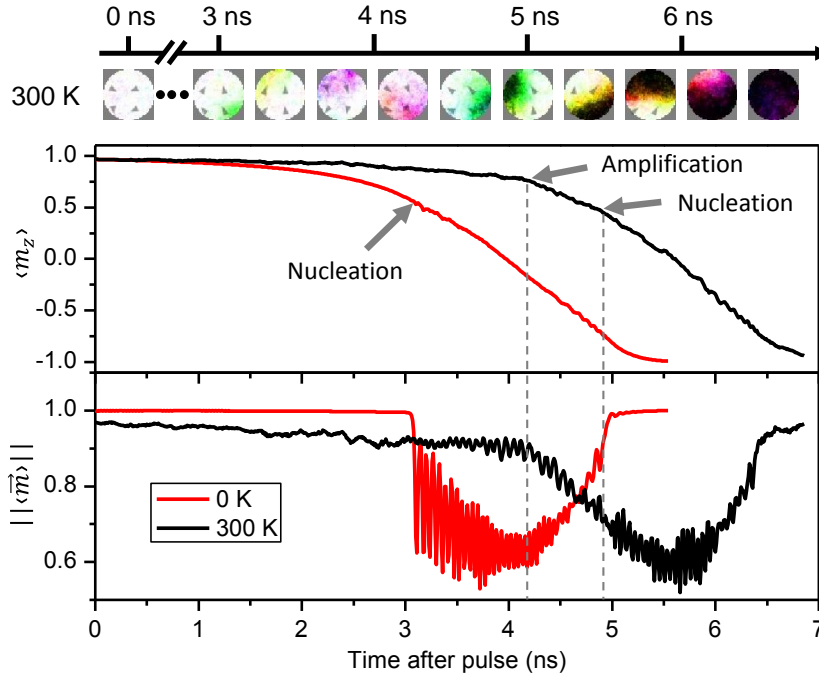 0 ns 3 ns 4 ns 5 ns 6 ns
300 K
1.0
0.5
0.0
-0.5
-1.0
⟨m_z⟩
Amplification
Nucleation
Nucleation
1.0
0.8
0.6
||⟨m⃗⟩||
0 K
300 K
0 1 2 3 4 5 6 7
Time after pulse (ns)